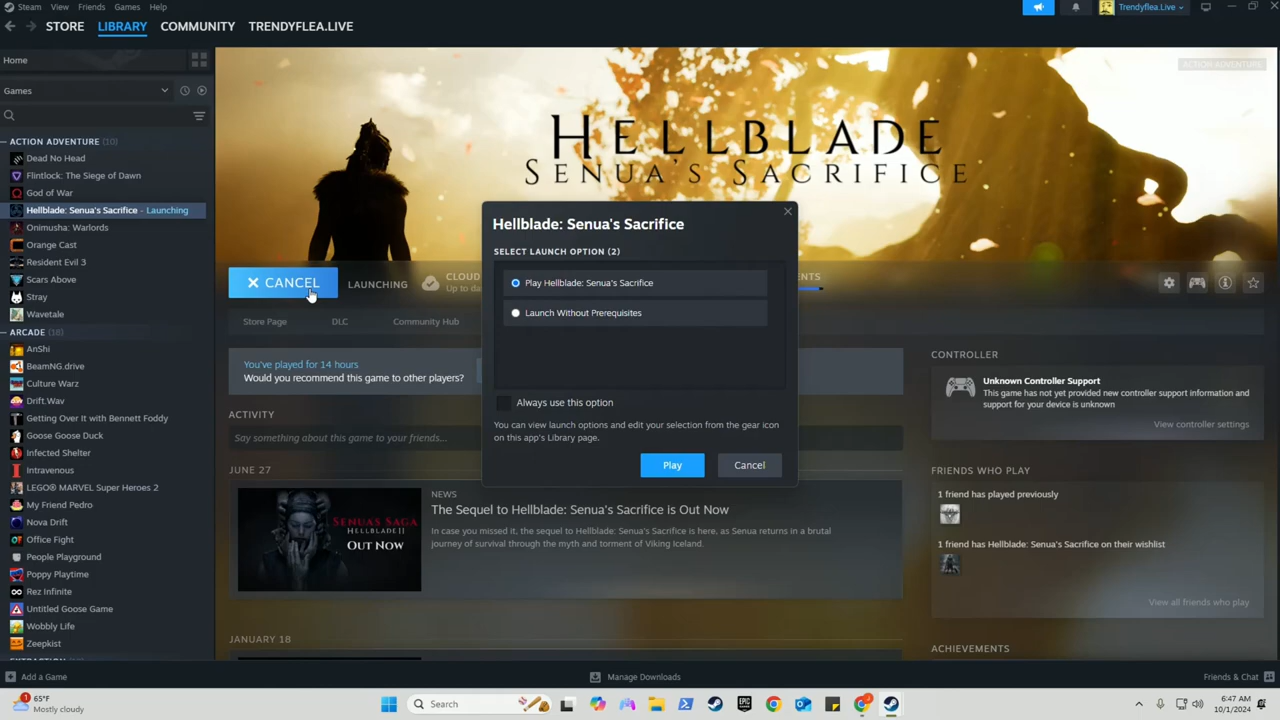 Steam View Friends Games Help
Trendyflea.Live
STORE LIBRARY COMMUNITY TRENDYFLEA.LIVE
Home
Games
ACTION ADVENTURE (10)
Dead No Head
Flintlock: The Siege of Dawn
God of War
Hellblade: Senua's Sacrifice - Launching
Onimusha: Warlords
Orange Cast
Resident Evil 3
Scars Above
Stray
Wavetale
ARCADE (18)
AnShi
BeamNG.drive
Culture Warz
Drift.Wav
Getting Over It with Bennett Foddy
Goose Goose Duck
Infected Shelter
Intravenous
LEGO® MARVEL Super Heroes 2
My Friend Pedro
Nova Drift
Office Fight
People Playground
Poppy Playtime
Rez Infinite
Untitled Goose Game
Wobbly Life
Zeepkist
Add a Game
ACTION ADVENTURE
HELLBLADE
SENUA'S SACRIFICE
CANCEL
LAUNCHING
CLOUD
Up to da
ENTS
Store Page DLC Community Hub
You've played for 14 hours
Would you recommend this game to other players?
ACTIVITY
Say something about this game to your friends...
JUNE 27
SENUA'S SAGA
HELLBLADE II
OUT NOW
NEWS
The Sequel to Hellblade: Senua's Sacrifice is Out Now
In case you missed it, the sequel to Hellblade: Senua's Sacrifice is here, as Senua returns in a brutal
journey of survival through the myth and torment of Viking Iceland.
JANUARY 18
Hellblade: Senua's Sacrifice
SELECT LAUNCH OPTION (2)
Play Hellblade: Senua's Sacrifice
Launch Without Prerequisites
Always use this option
You can view launch options and edit your selection from the gear icon
on this app's Library page.
Play Cancel
CONTROLLER
Unknown Controller Support
This game has not yet provided new controller support information and
support for your device is unknown
View controller settings
FRIENDS WHO PLAY
1 friend has played previously
1 friend has Hellblade: Senua's Sacrifice on their wishlist
View all friends who play
ACHIEVEMENTS
Manage Downloads
Friends & Chat
1
65°F
Mostly cloudy
Search
EPIC
6:47 AM
10/1/2024